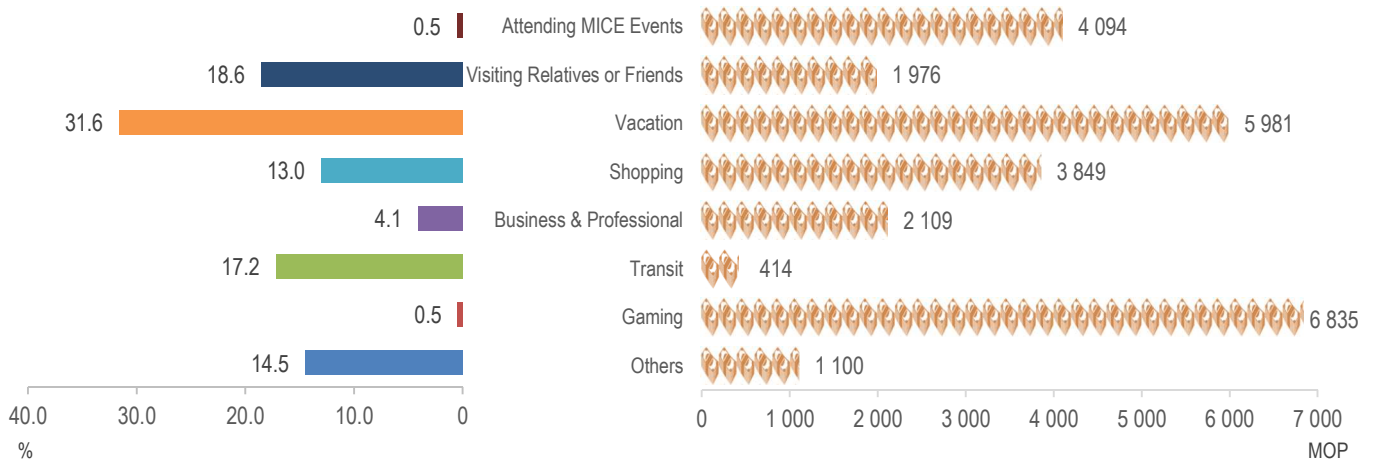 0.5 Attending MICE Events 4 094
18.6 Visiting Relatives or Friends 1 976
31.6 Vacation 5 981
13.0 Shopping 3 849
4.1 Business & Professional 2 109
17.2 Transit 414
0.5 Gaming 6 835
14.5 Others 1 100
40.0 30.0 20.0 10.0 0 0 1 000 2 000 3 000 4 000 5 000 6 000 7 000
% MOP